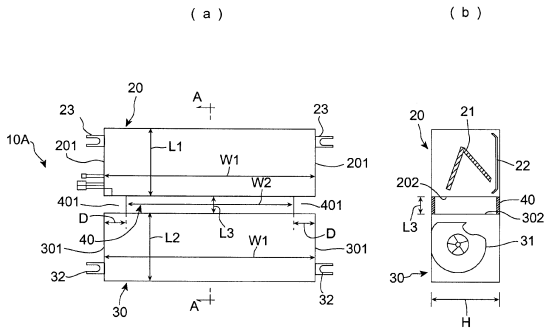 ( a ) ( b )
A
20
23 23
21
20
10A 201 L1 201 22
W1
202
401 W2 401
L3 40
D 40 L2 L3 D 302
301 W1 301 31
32 32 30
30 A H